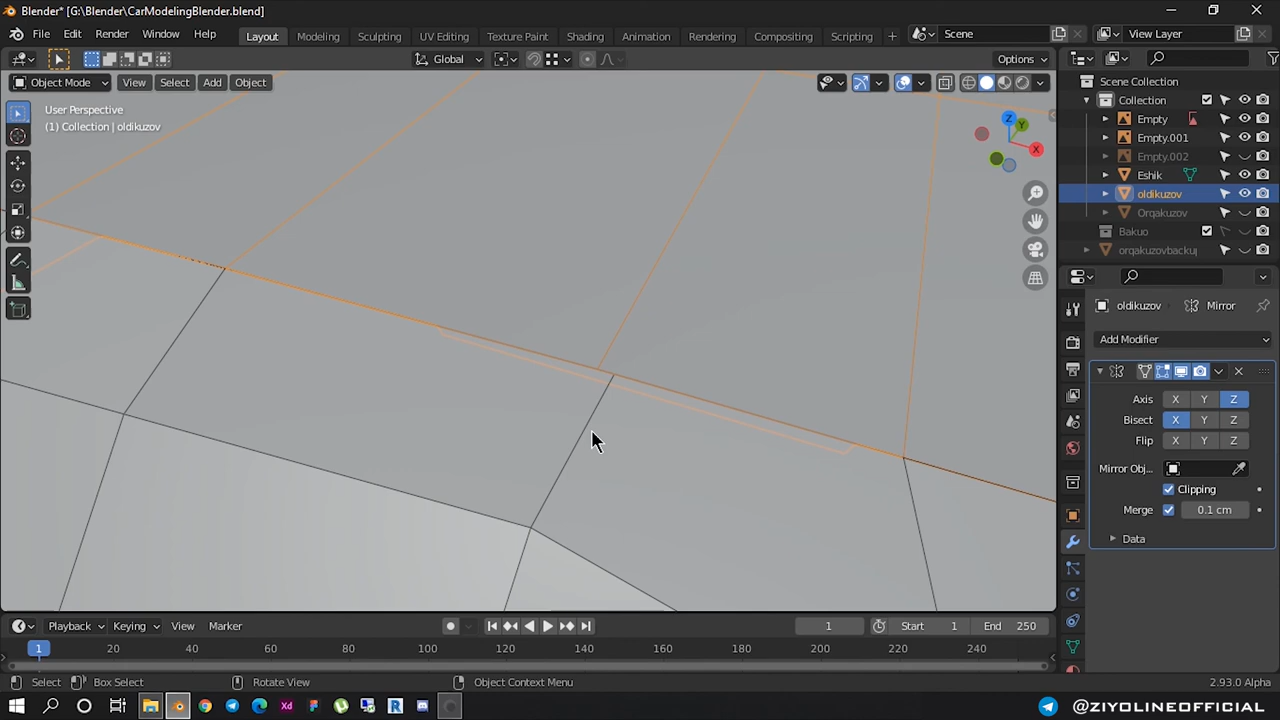 Blender* [G:\Blender\CarModelingBlender.blend]
File Edit Render Window Help Layout Modeling Sculpting UV Editing Texture Paint Shading Animation Rendering Compositing Scripting + Scene View Layer
Global Options
Object Mode View Select Add Object
User Perspective
(1) Collection | oldikuzov
Z
Y
X
Scene Collection
Collection
Empty
Empty.001
Empty.002
Eshik
oldikuzov
Orqakuzov
Bakuo
orqakuzovbackup
oldikuzov Mirror
Add Modifier
Axis X Y Z
Bisect X Y Z
Flip X Y Z
Mirror Obj..
Clipping
Merge 0.1 cm
Data
Playback Keying View Marker 1 Start 1 End 250
1 20 40 60 80 100 120 140 160 180 200 220 240
Select Box Select Rotate View Object Context Menu 2.93.0 Alpha
Xd R @ZIYOLINEOFFICIAL